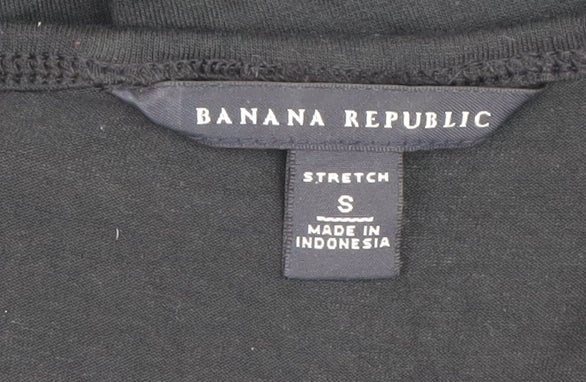 BANANA REPUBLIC
STRETCH
S
MADE IN
INDONESIA